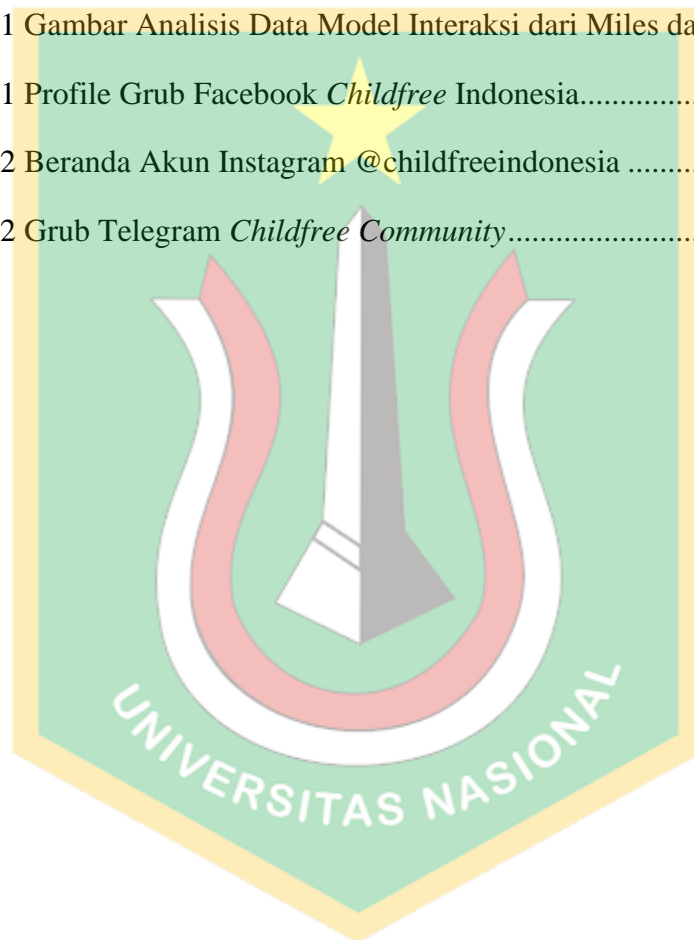 1 Gambar Analisis Data Model Interaksi dari Miles da
1 Profile Grub Facebook Childfree Indonesia...............
2 Beranda Akun Instagram @childfreeindonesia .........
2 Grub Telegram Childfree Community........................
UNIVERSITAS NASIONAL